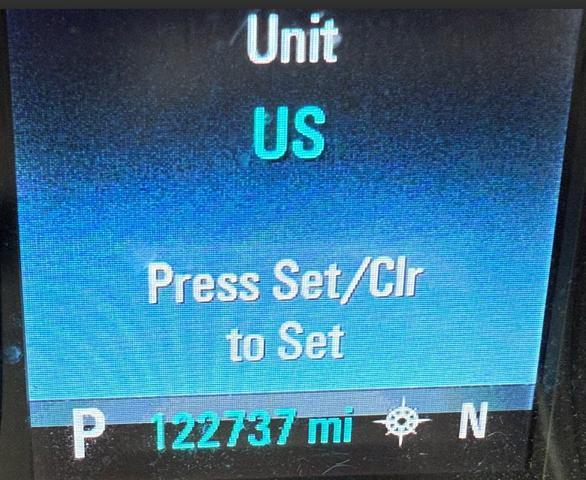 Unit
US
Press Set/Clr
to Set
P 122737 mi N